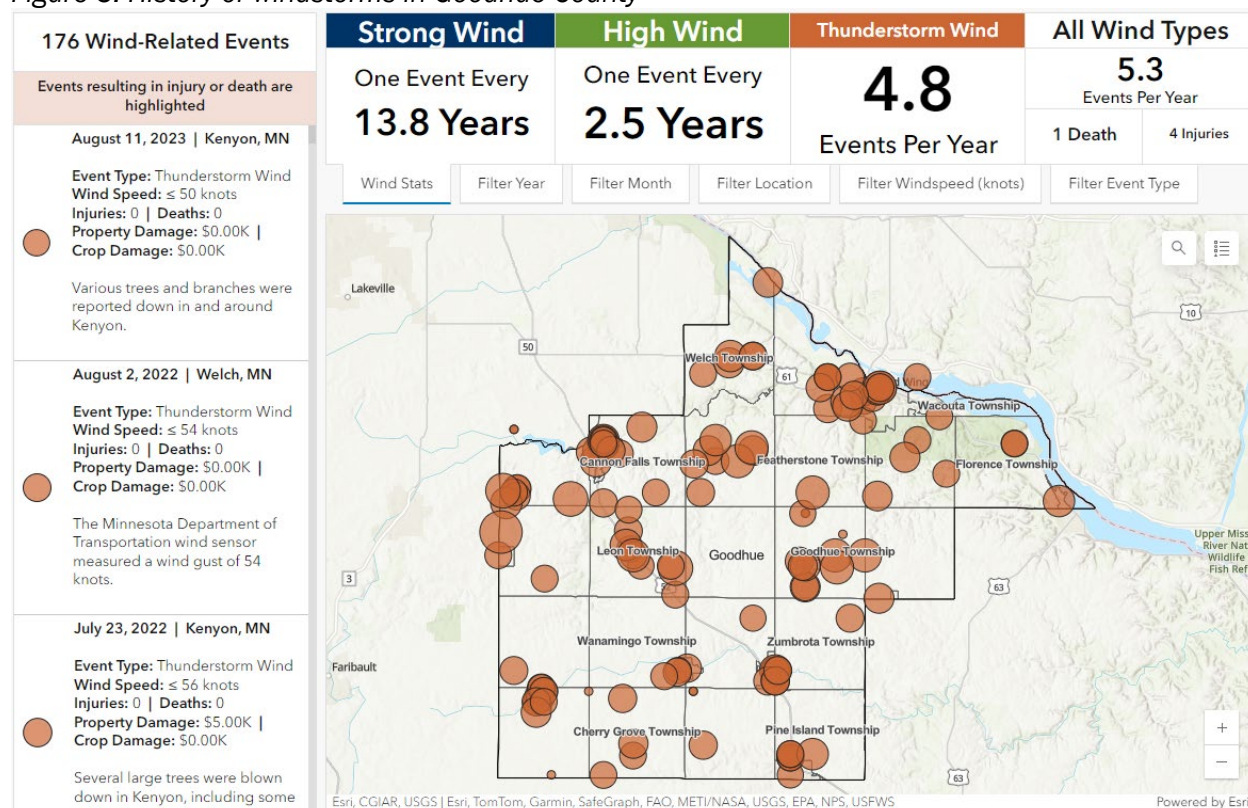 Figure 8: History of windstorms in Goodhue County
176 Wind-Related Events
Events resulting in injury or death are
highlighted
August 11, 2023 | Kenyon, MN
Event Type: Thunderstorm Wind
Wind Speed: ≤ 50 knots
Injuries: 0 | Deaths: 0
Property Damage: $0.00K |
Crop Damage: $0.00K
Various trees and branches were
reported down in and around
Kenyon.
August 2, 2022 | Welch, MN
Event Type: Thunderstorm Wind
Wind Speed: ≤ 54 knots
Injuries: 0 | Deaths: 0
Property Damage: $0.00K |
Crop Damage: $0.00K
The Minnesota Department of
Transportation wind sensor
measured a wind gust of 54
knots.
July 23, 2022 | Kenyon, MN
Event Type: Thunderstorm Wind
Wind Speed: ≤ 56 knots
Injuries: 0 | Deaths: 0
Property Damage: $5.00K |
Crop Damage: $0.00K
Several large trees were blown
down in Kenyon, including some
Strong Wind
One Event Every
13.8 Years
High Wind
One Event Every
2.5 Years
Thunderstorm Wind
4.8
Events Per Year
All Wind Types
5.3
Events Per Year
1 Death
4 Injuries
Wind Stats
Filter Year
Filter Month
Filter Location
Filter Windspeed (knots)
Filter Event Type
Lakeville
10
50
Welch Township
61
Wing
Wacouta Township
Cannon Falls Township
Featherstone Township
Florence Township
Upper Miss
River Nat
Wildlife
Fish Ref
Leon Township
Goodhue
Goodhue Township
3
52
63
Wanamingo Township
Zumbrota Township
Faribault
Cherry Grove Township
Pine Island Township
63
+
−
Esri, CGIAR, USGS | Esri, TomTom, Garmin, SafeGraph, FAO, METI/NASA, USGS, EPA, NPS, USFWS
Powered by Esri